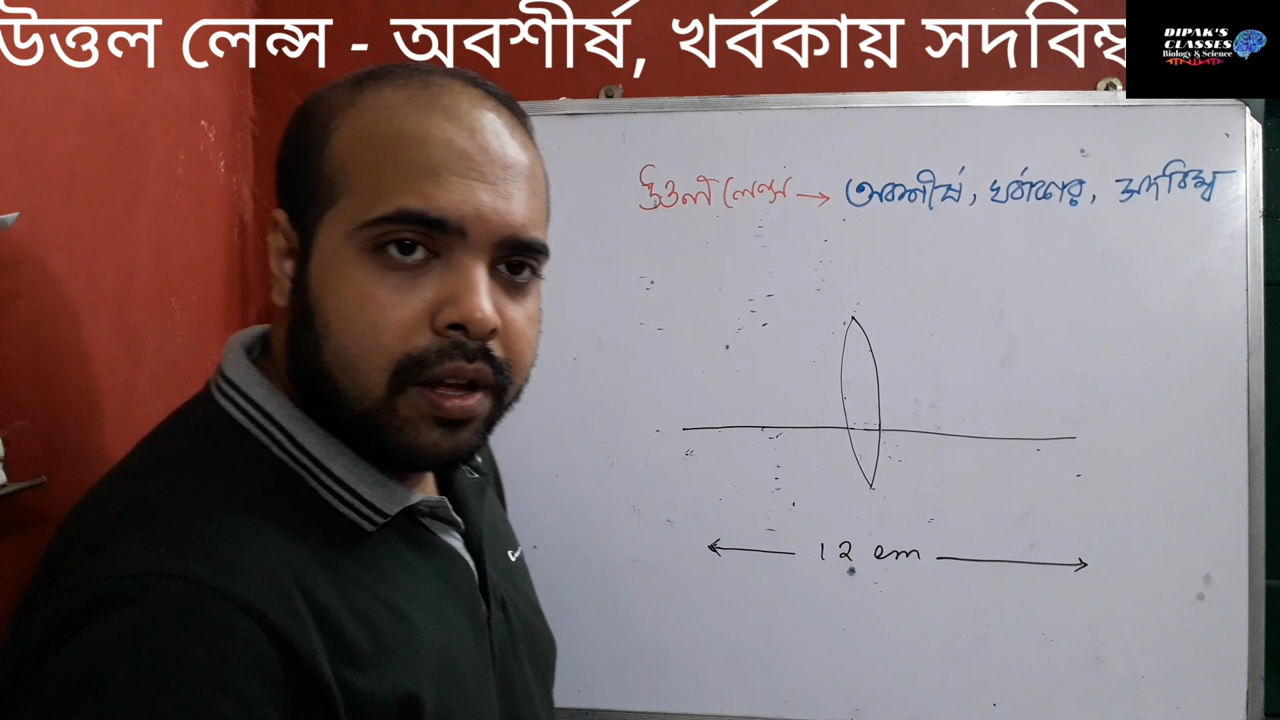 উত্তল লেন্স - অবশীর্ষ, খর্বকায় সদবিম্ব
DIPAK'S
CLASSES
Biology & Science
উত্তল লেন্স → অবশীর্ষ, খর্বকায়, সদবিম্ব
12 cm